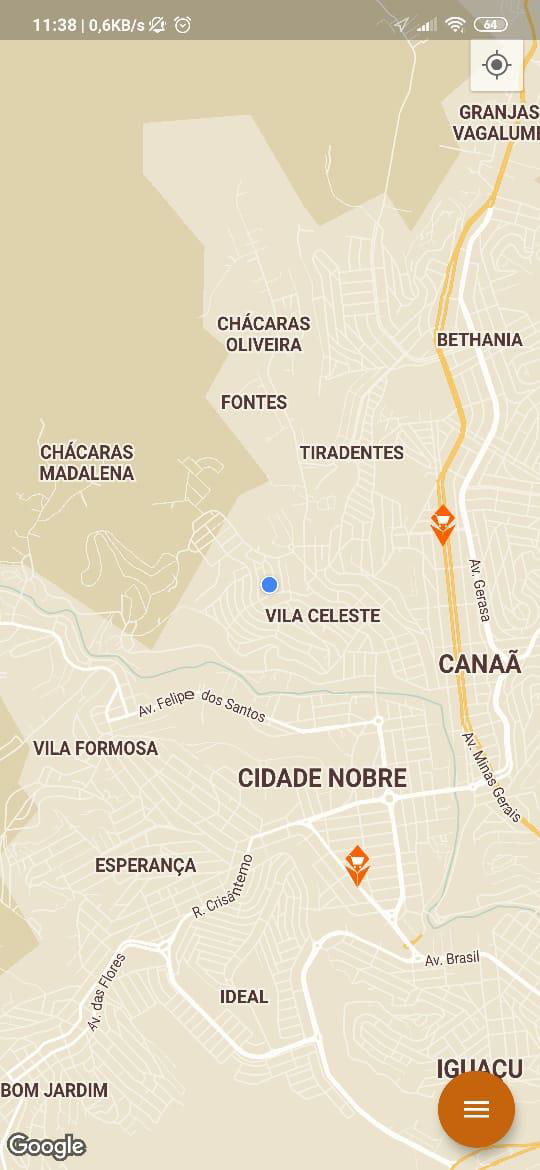 11:38 | 0,6KB/s
64
GRANJAS
VAGALUM
CHÁCARAS
OLIVEIRA
BETHANIA
FONTES
CHÁCARAS
MADALENA
TIRADENTES
Av. Gerasa
VILA CELESTE
CANAÃ
Av. Felipe dos Santos
VILA FORMOSA
Av. Minas Gerais
CIDADE NOBRE
ESPERANÇA
R. Crisântemo
Av. das Flores
Av. Brasil
IDEAL
IGUAÇU
BOM JARDIM
Google